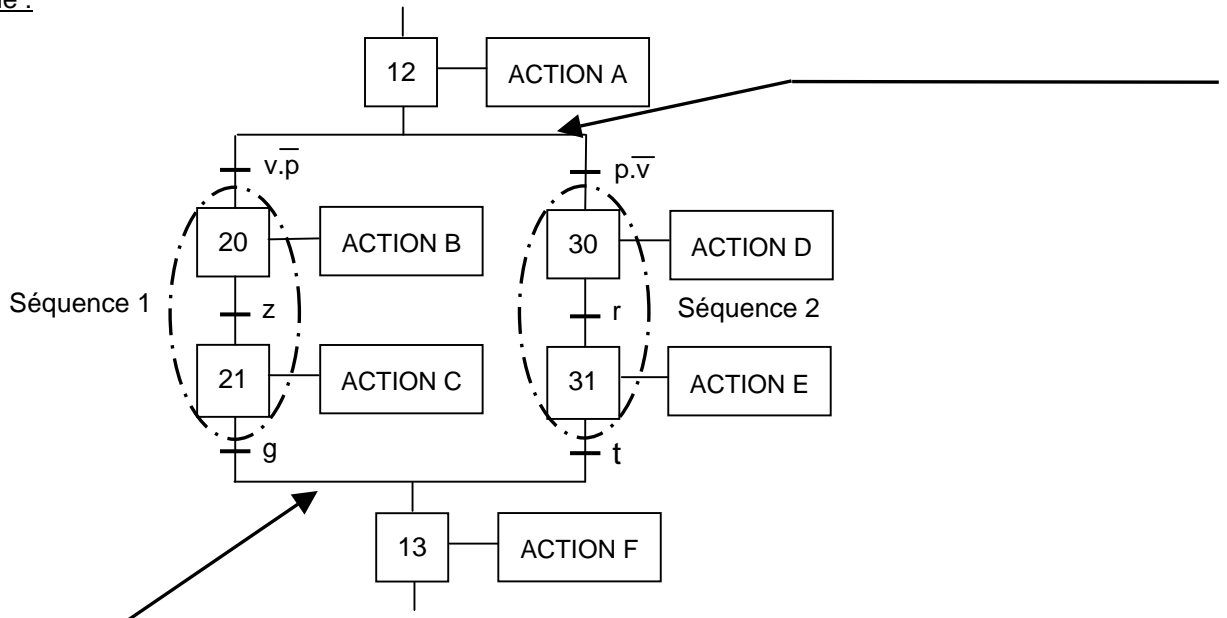 12 ACTION A
v.p̅ p.v̅
20 ACTION B 30 ACTION D
Séquence 1 z r Séquence 2
21 ACTION C 31 ACTION E
g t
13 ACTION F